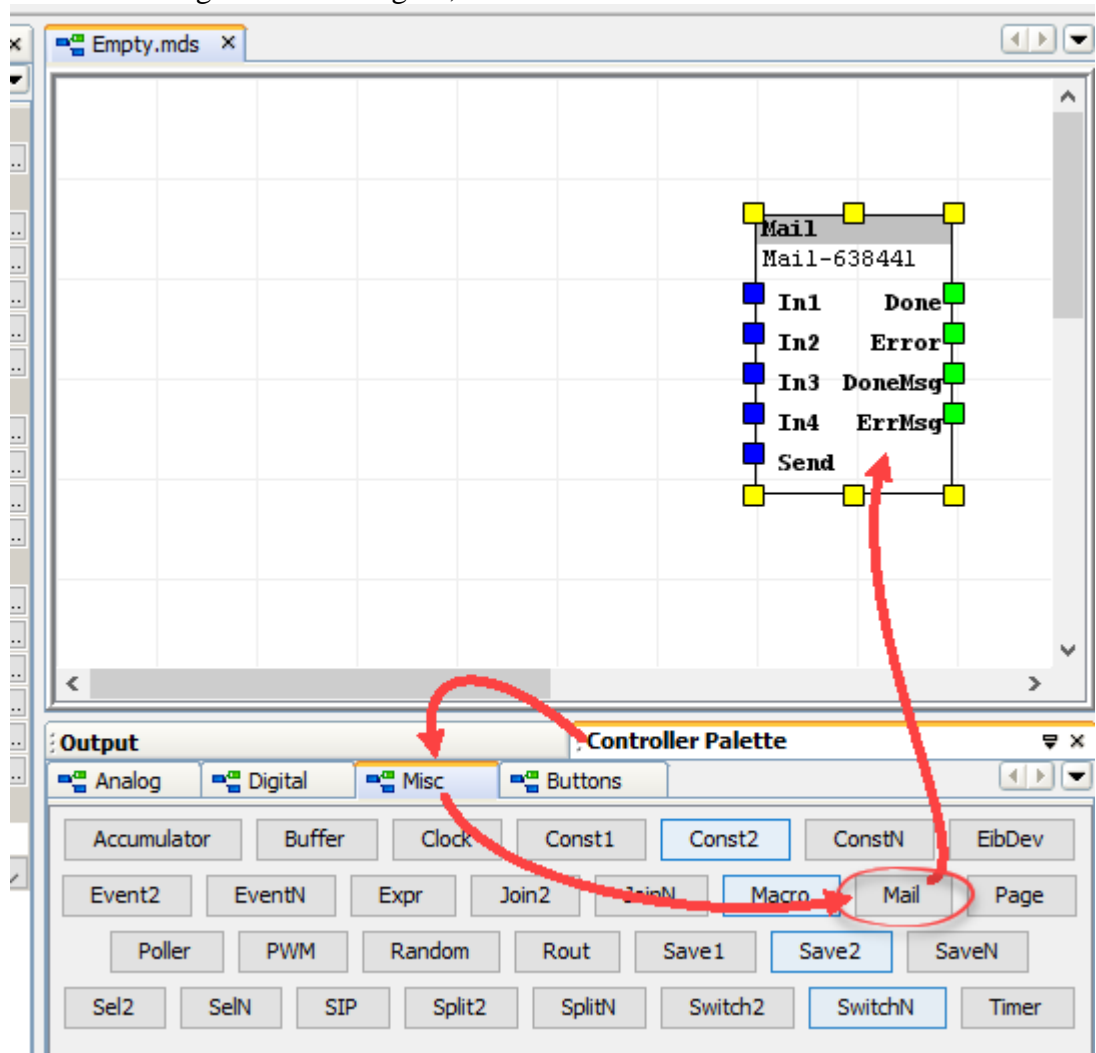 Empty.mds
Mail
Mail-638441
In1 Done
In2 Error
In3 DoneMsg
In4 ErrMsg
Send
Output Controller Palette
Analog Digital Misc Buttons
Accumulator Buffer Clock Const1 Const2 ConstN EibDev
Event2 EventN Expr Join2 JoinN Macro Mail Page
Poller PWM Random Rout Save1 Save2 SaveN
Sel2 SelN SIP Split2 SplitN Switch2 SwitchN Timer